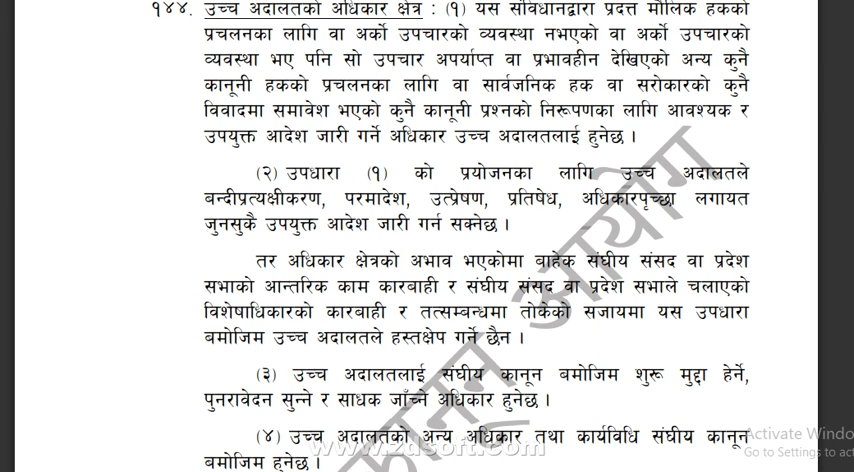 १४४. उच्च अदालतको अधिकार क्षेत्र : (१) यस संविधानद्वारा प्रदत्त मौलिक हकको
प्रचलनका लागि वा अर्को उपचारको व्यवस्था नभएको वा अर्को उपचारको
व्यवस्था भए पनि सो उपचार अपर्याप्त वा प्रभावहीन देखिएको अन्य कुनै
कानूनी हकको प्रचलनका लागि वा सार्वजनिक हक वा सरोकारको कुनै
विवादमा समावेश भएको कुनै कानूनी प्रश्नको निरूपणका लागि आवश्यक र
उपयुक्त आदेश जारी गर्ने अधिकार उच्च अदालतलाई हुनेछ ।
(२) उपधारा (१) को प्रयोजनका लागि उच्च अदालतले
बन्दीप्रत्यक्षीकरण, परमादेश, उत्प्रेषण, प्रतिषेध, अधिकारपृच्छा लगायत
जुनसुकै उपयुक्त आदेश जारी गर्न सक्नेछ ।
तर अधिकार क्षेत्रको अभाव भएकोमा बाहेक संघीय संसद वा प्रदेश
सभाको आन्तरिक काम कारबाही र संघीय संसद वा प्रदेश सभाले चलाएको
विशेषाधिकारको कारबाही र तत्सम्बन्धमा तोकेको सजायमा यस उपधारा
बमोजिम उच्च अदालतले हस्तक्षेप गर्ने छैन ।
(३) उच्च अदालतलाई संघीय कानून बमोजिम शुरू मुद्दा हेर्ने,
पुनरावेदन सुन्ने र साधक जाँच्ने अधिकार हुनेछ ।
(४) उच्च अदालतको अन्य अधिकार तथा कार्यविधि संघीय कानून
बमोजिम हुनेछ ।
कानून आयोग
www.2dsoft.com
Activate Windo
Go to Settings to act